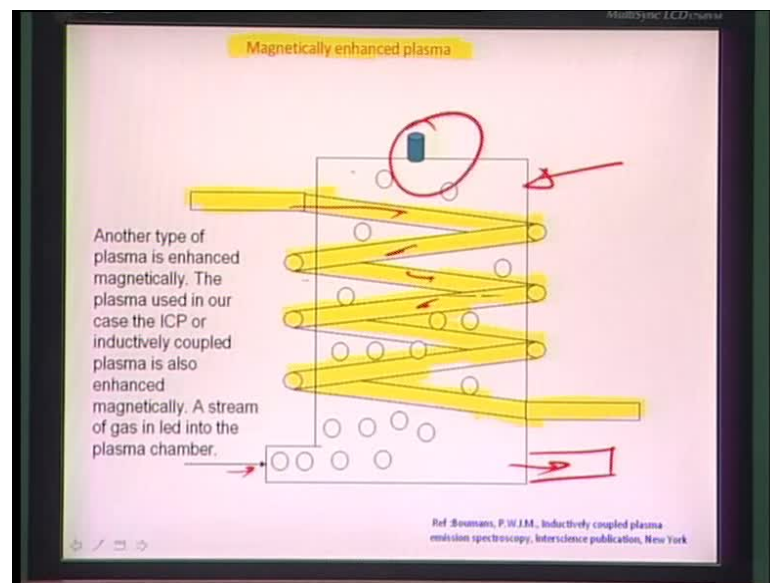 MultiSync LCD
Magnetically enhanced plasma
Another type of
plasma is enhanced
magnetically. The
plasma used in our
case the ICP or
inductively coupled
plasma is also
enhanced
magnetically. A stream
of gas in led into the
plasma chamber.
Ref :Boumans, P.W.J.M., Inductively coupled plasma
emission spectroscopy, Interscience publication, New York